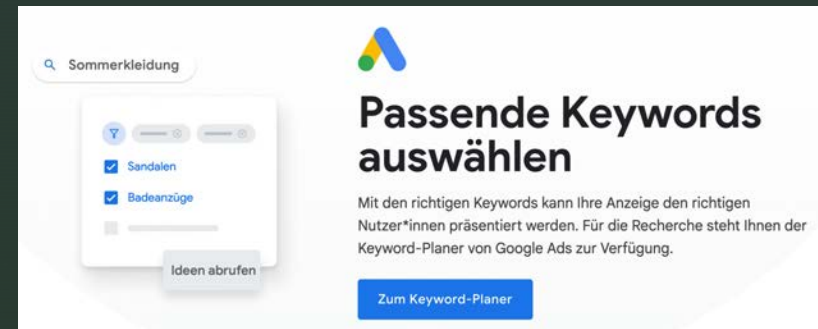 Sommerkleidung
Sandalen
Badeanzüge
Ideen abrufen
Passende Keywords
auswählen
Mit den richtigen Keywords kann Ihre Anzeige den richtigen
Nutzer*innen präsentiert werden. Für die Recherche steht Ihnen der
Keyword-Planer von Google Ads zur Verfügung.
Zum Keyword-Planer